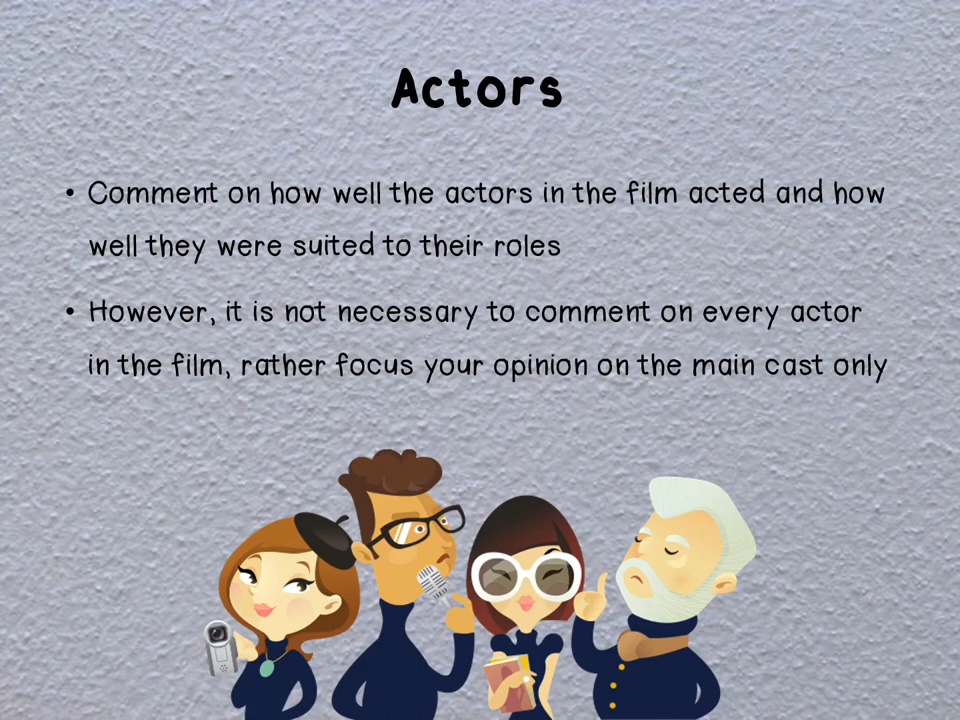 Actors
• Comment on how well the actors in the film acted and how
well they were suited to their roles
• However, it is not necessary to comment on every actor
in the film, rather focus your opinion on the main cast only